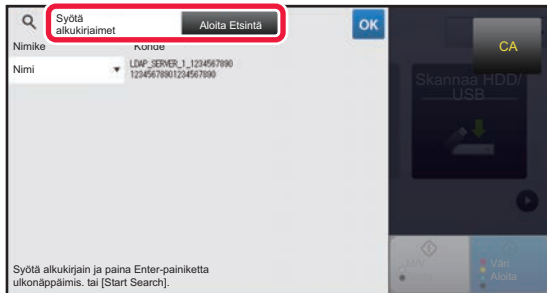 Syötä
alkukirjaimet
Aloita Etsintä
OK
CA
Nimike
Kohde
Nimi
LDAP_SERVER_1_1234567890
12345678901234567890
Skannaa HDD/
USB
Väri
Aloita
Syötä alkukirjain ja paina Enter-painiketta
ulkonäppäimis. tai [Start Search].